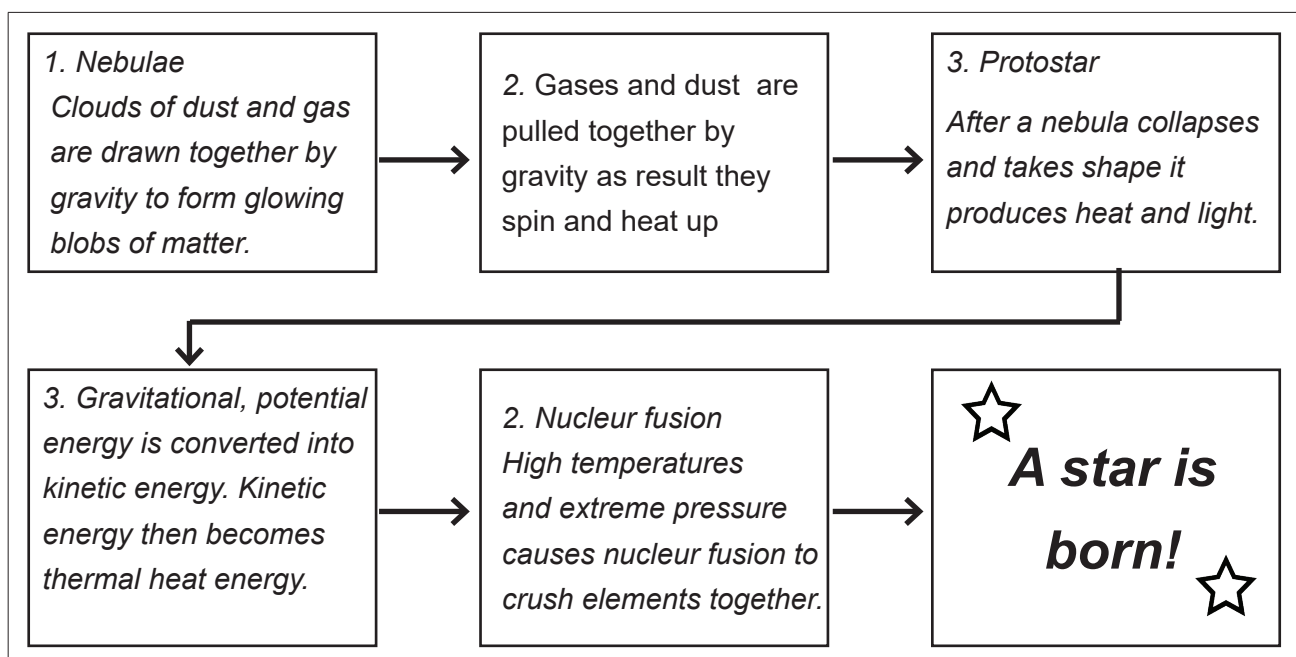 1. Nebulae
Clouds of dust and gas
are drawn together by
gravity to form glowing
blobs of matter.
2. Gases and dust are
pulled together by
gravity as result they
spin and heat up
3. Protostar
After a nebula collapses
and takes shape it
produces heat and light.
3. Gravitational, potential
energy is converted into
kinetic energy. Kinetic
energy then becomes
thermal heat energy.
2. Nucleur fusion
High temperatures
and extreme pressure
causes nucleur fusion to
crush elements together.
A star is
born!